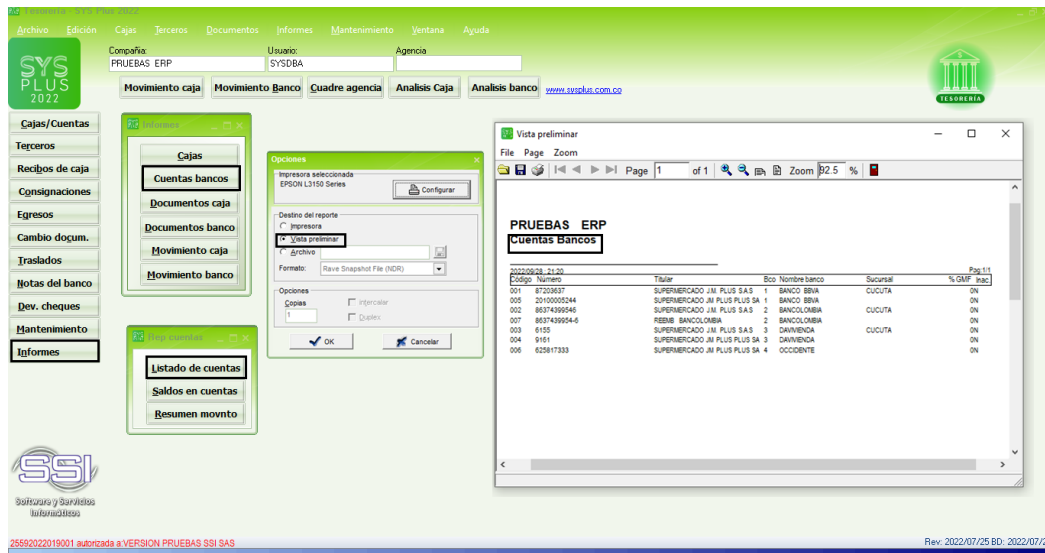 Tesorería - SYS Plus 2022
Archivo Edición Cajas Terceros Documentos Informes Mantenimiento Ventana Ayuda
SYS
PLUS
2022
Compañia: Usuario: Agencia
PRUEBAS ERP SYSDBA
Movimiento caja Movimiento Banco Cuadre agencia Analisis Caja Analisis banco www.sysplus.com.co
TESORERÍA
Cajas/Cuentas
Terceros
Recibos de caja
Consignaciones
Egresos
Cambio docum.
Traslados
Notas del banco
Dev. cheques
Mantenimiento
Informes
Informes
Cajas
Cuentas bancos
Documentos caja
Documentos banco
Movimiento caja
Movimiento banco
Rep cuentas
Listado de cuentas
Saldos en cuentas
Resumen movnto
Opciones
Impresora seleccionada
EPSON L3150 Series
Configurar
Destino del reporte
Impresora
Vista preliminar
Archivo
Formato: Rave Snapshot File (NDR)
Opciones
Copias Intercalar
1 Duplex
OK Cancelar
Vista preliminar
File Page Zoom
Page 1 of 1 Zoom 92.5 %
PRUEBAS ERP
Cuentas Bancos
2022/09/28 : 21:20 Pag:1/1
Código Número Titular Bco Nombre banco Sucursal % GMF Inac.
001 87203637 SUPERMERCADO J.M. PLUS S.A.S 1 BANCO BBVA CUCUTA 0N
005 20100005244 SUPERMERCADO JM PLUS PLUS SA 1 BANCO BBVA 0N
002 86374399546 SUPERMERCADO J.M. PLUS S.A.S 2 BANCOLOMBIA CUCUTA 0N
007 8637439954-6 REEMB BANCOLOMBIA 2 BANCOLOMBIA 0N
003 6155 SUPERMERCADO J.M. PLUS S.A.S 3 DAVIVIENDA CUCUTA 0N
004 9161 SUPERMERCADO JM PLUS PLUS SA 3 DAVIVIENDA 0N
006 625817333 SUPERMERCADO JM PLUS PLUS SA 4 OCCIDENTE 0N
SSI
Software y Servicios
Informáticos
25592022019001 autorizada a:VERSION PRUEBAS SSI SAS
Rev: 2022/07/25 BD: 2022/07/2